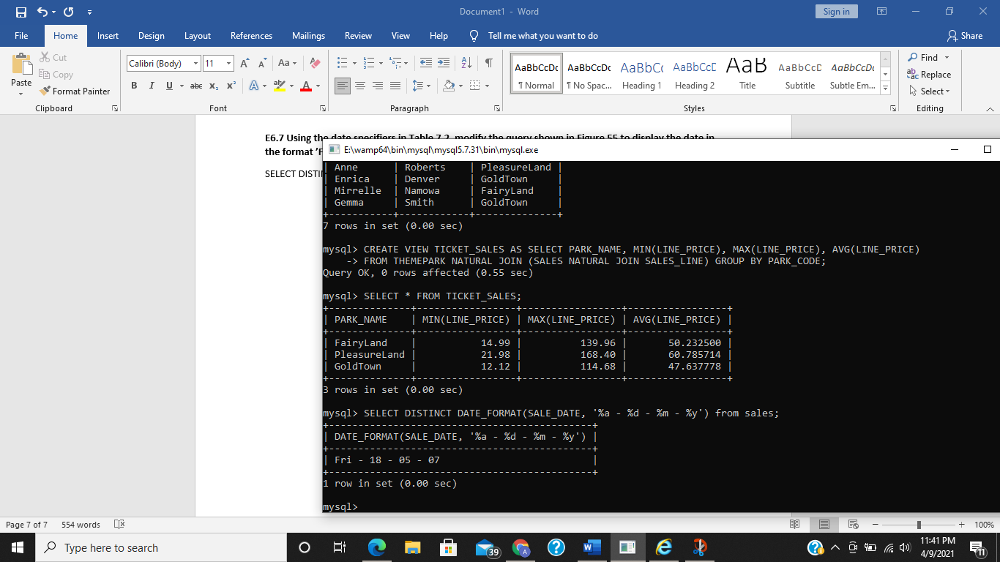 Document1 - Word
Sign in
File Home Insert Design Layout References Mailings Review View Help Tell me what you want to do Share
Paste
Cut
Copy
Format Painter
Clipboard
Calibri (Body) 11
B I U abc x₂ x²
Font
Paragraph
AaBbCcDc AaBbCcDc AaBbCc AaBbCcD AaB AaBbCcD AaBbCcDc
¶ Normal ¶ No Spac... Heading 1 Heading 2 Title Subtitle Subtle Em...
Styles
Find
Replace
Select
Editing
E6.7 Using the date specifiers in Table 7.2, modify the query shown in Figure 55 to display the date in
the format 'F
SELECT DISTI
E:\wamp64\bin\mysql\mysql5.7.31\bin\mysql.exe
| Anne | Roberts | PleasureLand |
| Enrica | Denver | GoldTown |
| Mirrelle | Namowa | FairyLand |
| Gemma | Smith | GoldTown |
+-----------+------------+--------------+
7 rows in set (0.00 sec)
mysql> CREATE VIEW TICKET_SALES AS SELECT PARK_NAME, MIN(LINE_PRICE), MAX(LINE_PRICE), AVG(LINE_PRICE)
-> FROM THEMEPARK NATURAL JOIN (SALES NATURAL JOIN SALES_LINE) GROUP BY PARK_CODE;
Query OK, 0 rows affected (0.55 sec)
mysql> SELECT * FROM TICKET_SALES;
+--------------+-----------------+-----------------+-----------------+
| PARK_NAME | MIN(LINE_PRICE) | MAX(LINE_PRICE) | AVG(LINE_PRICE) |
+--------------+-----------------+-----------------+-----------------+
| FairyLand | 14.99 | 139.96 | 50.232500 |
| PleasureLand | 21.98 | 168.40 | 60.785714 |
| GoldTown | 12.12 | 114.68 | 47.637778 |
+--------------+-----------------+-----------------+-----------------+
3 rows in set (0.00 sec)
mysql> SELECT DISTINCT DATE_FORMAT(SALE_DATE, '%a - %d - %m - %y') from sales;
+---------------------------------------------+
| DATE_FORMAT(SALE_DATE, '%a - %d - %m - %y') |
+---------------------------------------------+
| Fri - 18 - 05 - 07 |
+---------------------------------------------+
1 row in set (0.00 sec)
mysql>
Page 7 of 7 554 words
100%
Type here to search
39
11:41 PM
4/9/2021
11